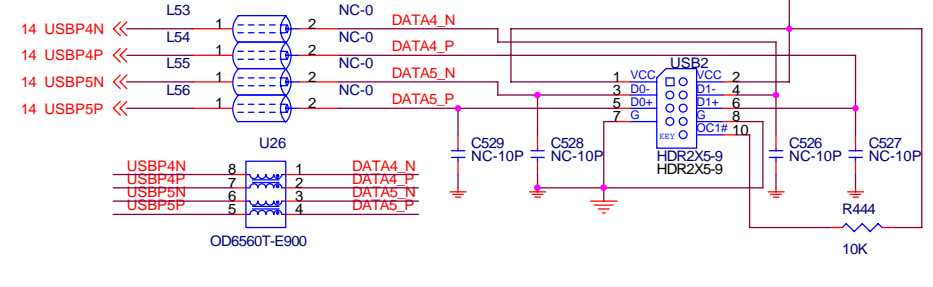 L53
14 USBP4N 1 2 NC-0 DATA4_N
L54
14 USBP4P 1 2 NC-0 DATA4_P
L55
14 USBP5N 1 2 NC-0 DATA5_N
L56
14 USBP5P 1 2 NC-0 DATA5_P
USB2
1 VCC VCC 2
3 D0- D1- 4
5 D0+ D1+ 6
7 G G 8
KEY OC1# 10
HDR2X5-9
HDR2X5-9
C529
NC-10P
C528
NC-10P
C526
NC-10P
C527
NC-10P
U26
USBP4N 8 1 DATA4_N
USBP4P 7 2 DATA4_P
USBP5N 6 3 DATA5_N
USBP5P 5 4 DATA5_P
OD6560T-E900
R444
10K